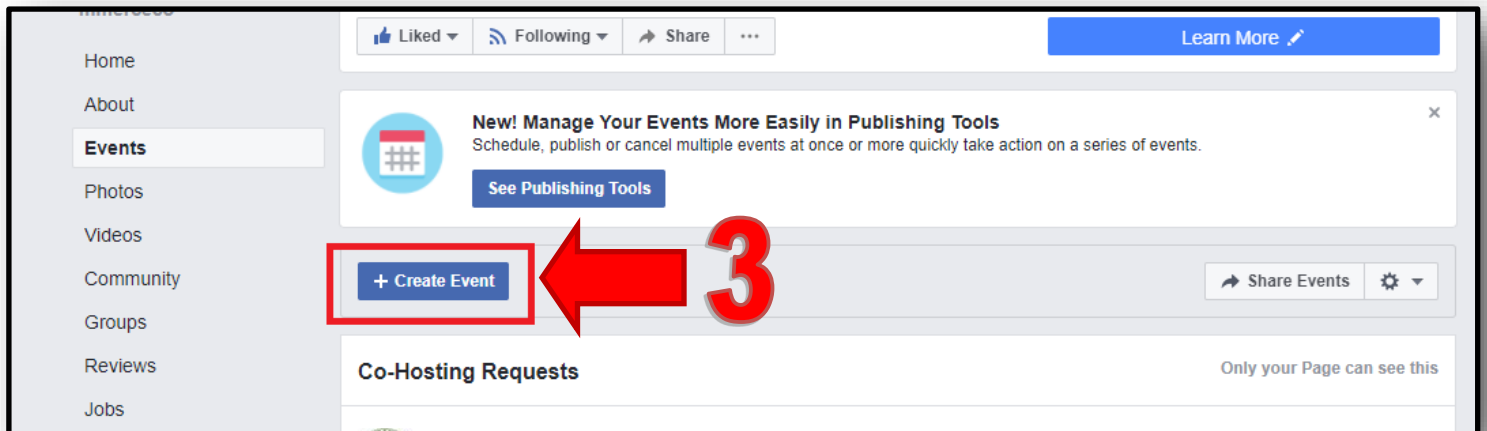 Home
About
Events
Photos
Videos
Community
Groups
Reviews
Jobs
Liked
Following
Share
Learn More
New! Manage Your Events More Easily in Publishing Tools
Schedule, publish or cancel multiple events at once or more quickly take action on a series of events.
See Publishing Tools
+ Create Event
3
Share Events
Co-Hosting Requests
Only your Page can see this